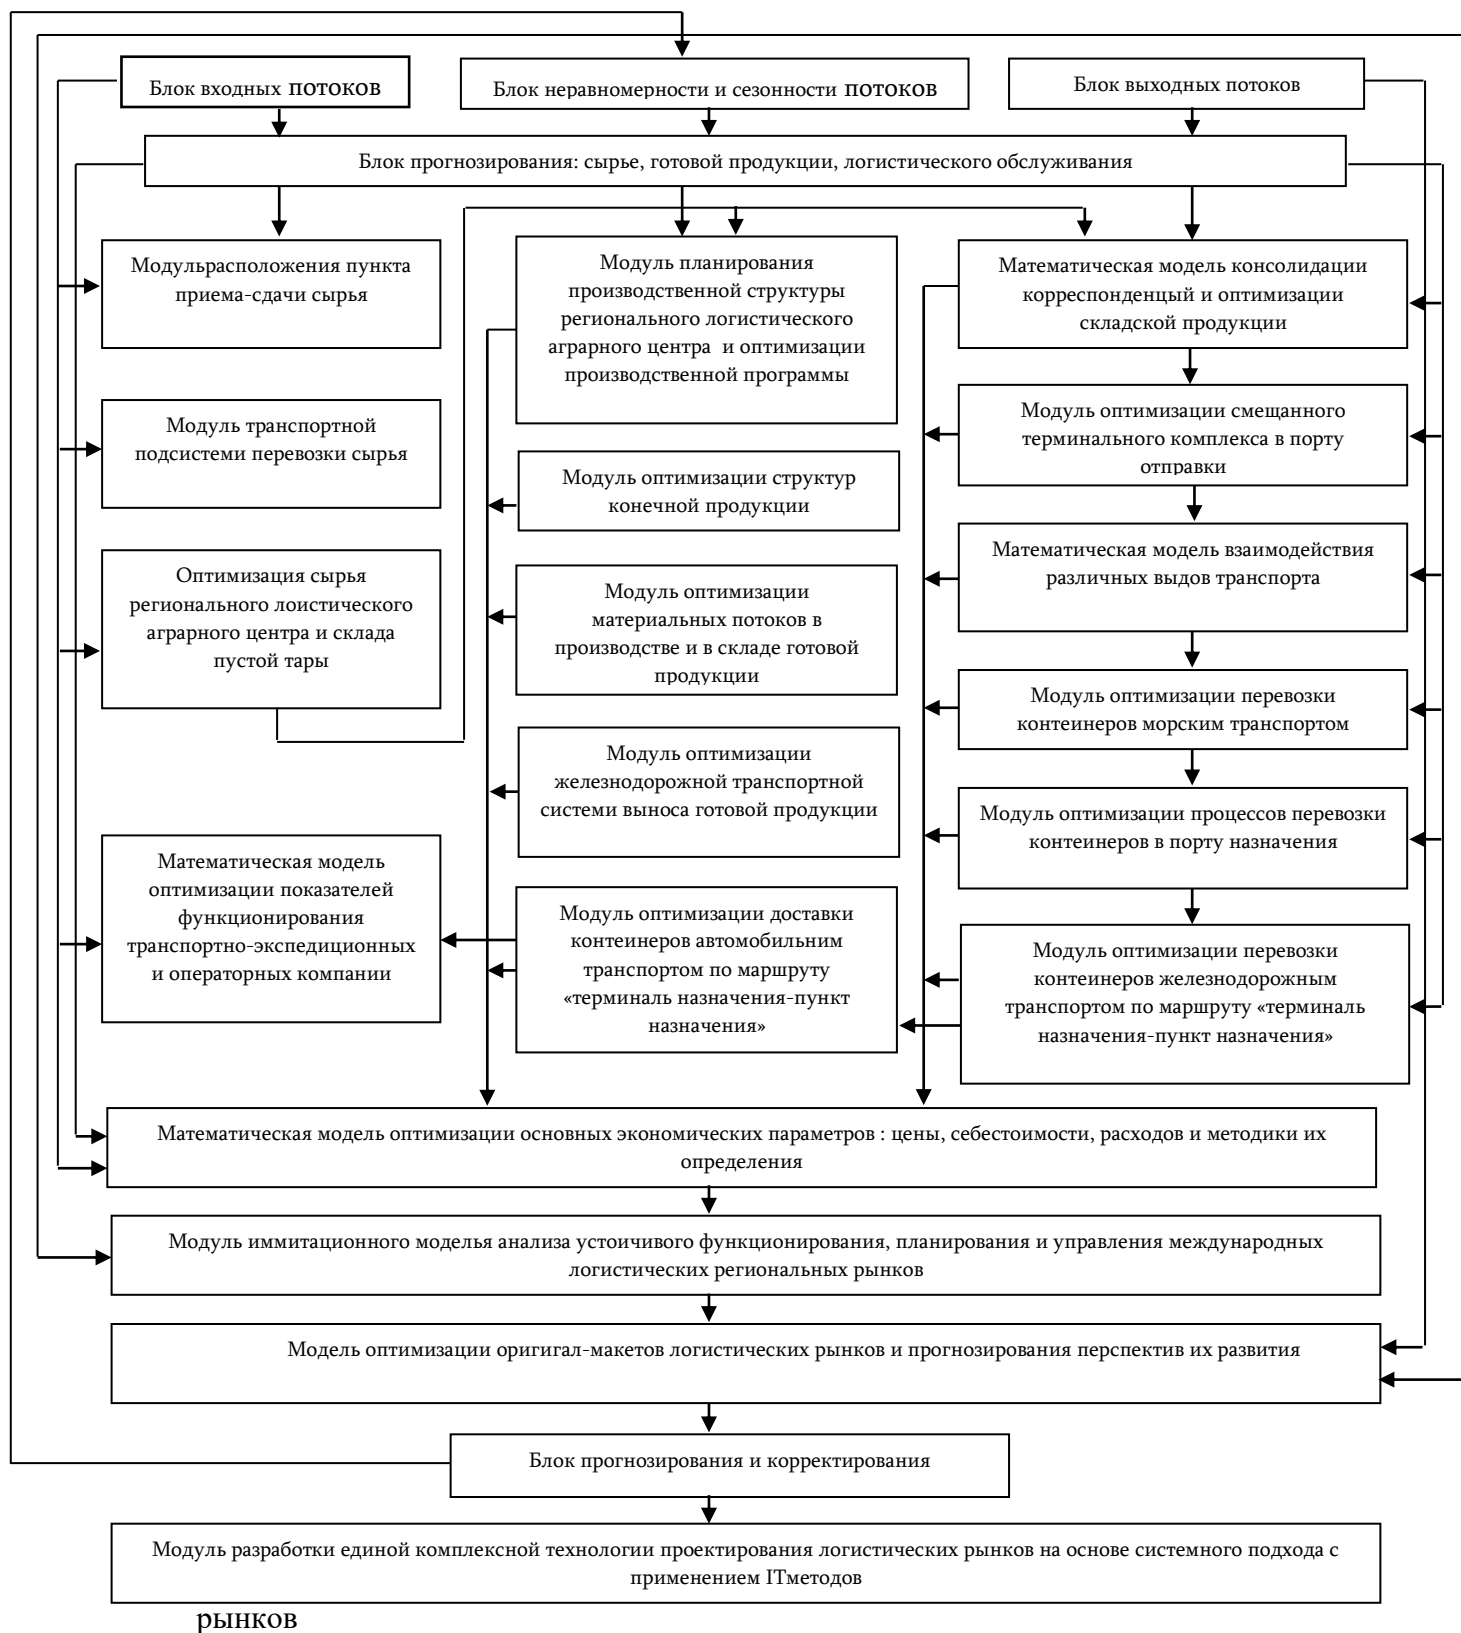 Блок входных потоков
Блок неравномерности и сезонности потоков
Блок выходных потоков
Блок прогнозирования: сырье, готовой продукции, логистического обслуживания
Модульрасположения пункта
приема-сдачи сырья
Модуль транспортной
подсистеми перевозки сырья
Оптимизация сырья
регионального лоистического
аграрного центра и склада
пустой тары
Математическая модель
оптимизации показателей
функционирования
транспортно-экспедиционных
и операторных компании
Модуль планирования
производственной структуры
регионального логистического
аграрного центра и оптимизации
производственной программы
Модуль оптимизации структур
конечной продукции
Модуль оптимизации
материальных потоков в
производстве и в складе готовой
продукции
Модуль оптимизации
железнодорожной транспортной
системи выноса готовой продукции
Модуль оптимизации доставки
контеинеров автомобильним
транспортом по маршруту
«терминаль назначения-пункт
назначения»
Математическая модель консолидации
корреспонденцый и оптимизации
складской продукции
Модуль оптимизации смещанного
терминального комплекса в порту
отправки
Математическая модель взаимодействия
различных выдов транспорта
Модуль оптимизации перевозки
контеинеров морским транспортом
Модуль оптимизации процессов перевозки
контеинеров в порту назначения
Модуль оптимизации перевозки
контеинеров железнодорожным
транспортом по маршруту «терминаль
назначения-пункт назначения»
Математическая модель оптимизации основных экономических параметров : цены, себестоимости, расходов и методики их
определения
Модуль иммитационного моделья анализа устоичивого функционирования, планирования и управления международных
логистических региональных рынков
Модель оптимизации оригигал-макетов логистических рынков и прогнозирования перспектив их развития
Блок прогнозирования и корректирования
Модуль разработки единой комплексной технологии проектирования логистических рынков на основе системного подхода с
применением ITметодов
рынков